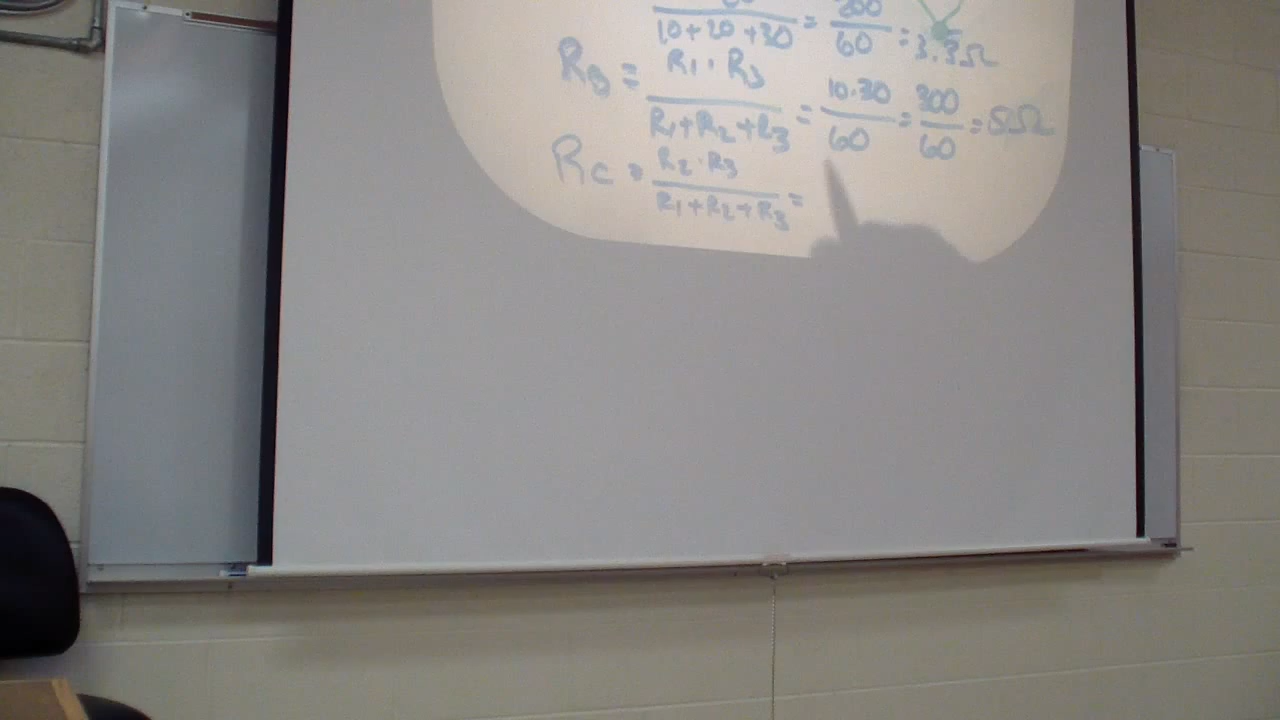 10+20+30 = 200/60 = 3.3Ω
RB = R1·R3 / R1+R2+R3 = 10·30 / 60 = 300/60 = 5Ω
RC = R2·R3 / R1+R2+R3 =